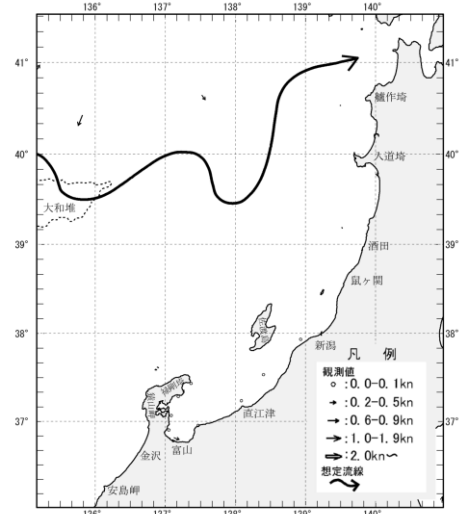 136° 137° 138° 139° 140°
41° 41°
艫作埼
40° 入道埼 40°
大和堆
39° 酒田 39°
鼠ヶ関
38° 38°
新潟
凡 例
観測値
:0.0-0.1kn
:0.2-0.5kn
:0.6-0.9kn
:1.0-1.9kn
:2.0kn～
想定流線
37° 直江津 37°
金沢 富山
安島岬
136° 137° 138° 139° 140°